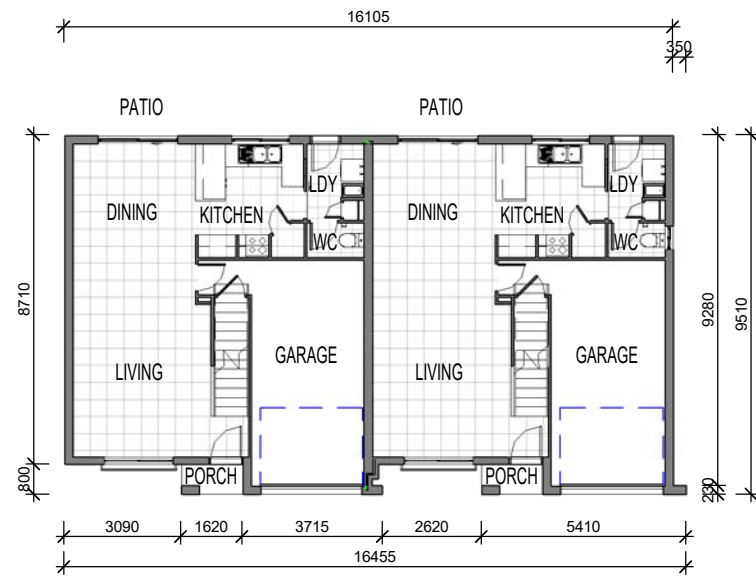 16105
350
PATIO PATIO
DINING KITCHEN LDY DINING KITCHEN LDY
WC WC
8710 9280 9510
LIVING GARAGE LIVING GARAGE
PORCH PORCH
800 230
3090 1620 3715 2620 5410
16455